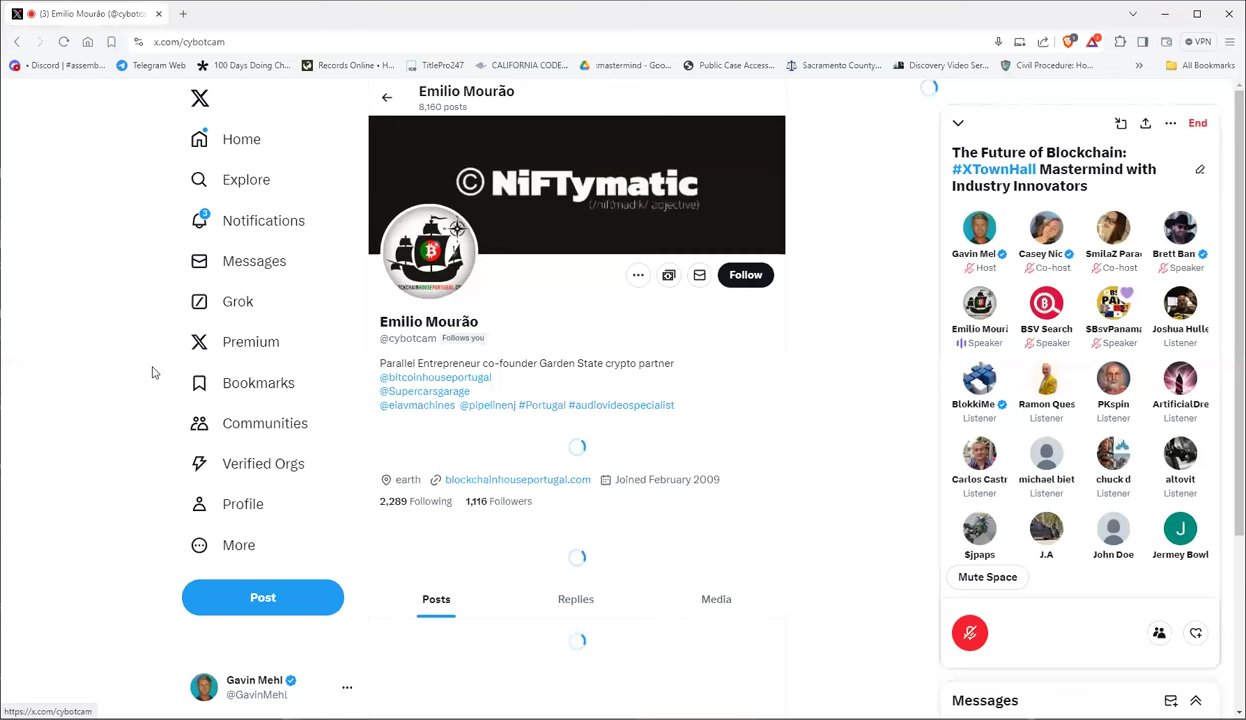 (3) Emilio Mourão (@cybotc
x.com/cybotcam
VPN
• Discord | #assemb...
Telegram Web
100 Days Doing Ch...
Records Online • H...
TitlePro247
CALIFORNIA CODE...
:mastermind - Goo...
Public Case Access...
Sacramento County...
Discovery Video Ser...
Civil Procedure: Ho...
»
All Bookmarks
Home
Explore
3
Notifications
Messages
Grok
Premium
Bookmarks
Communities
Verified Orgs
Profile
More
Post
Gavin Mehl
@GavinMehl
https://x.com/cybotcam
Emilio Mourão
8,160 posts
© NiFTymatic
Follow
Emilio Mourão
@cybotcam Follows you
Parallel Entrepreneur co-founder Garden State crypto partner
@bitcoinhouseportugal
@Supercarsgarage
@eiavmachines @pipelinenj #Portugal #audiovideospecialist
earth blockchainhouseportugal.com Joined February 2009
2,289 Following 1,116 Followers
Posts Replies Media
End
The Future of Blockchain:
#XTownHall Mastermind with
Industry Innovators
Gavin Mel Casey Nic SmilaZ Para Brett Ban
Host Co-host Co-host Speaker
Emilio Mour BSV Search $BsvPanama Joshua Hulle
Speaker Speaker Speaker Listener
BlokkiMe Ramon Ques PKspin ArtificialDre
Listener Listener Listener Listener
Carlos Castr michael biet chuck d altovit
Listener Listener Listener Listener
J
$jpaps J.A John Doe Jermey Bowl
Mute Space
Messages